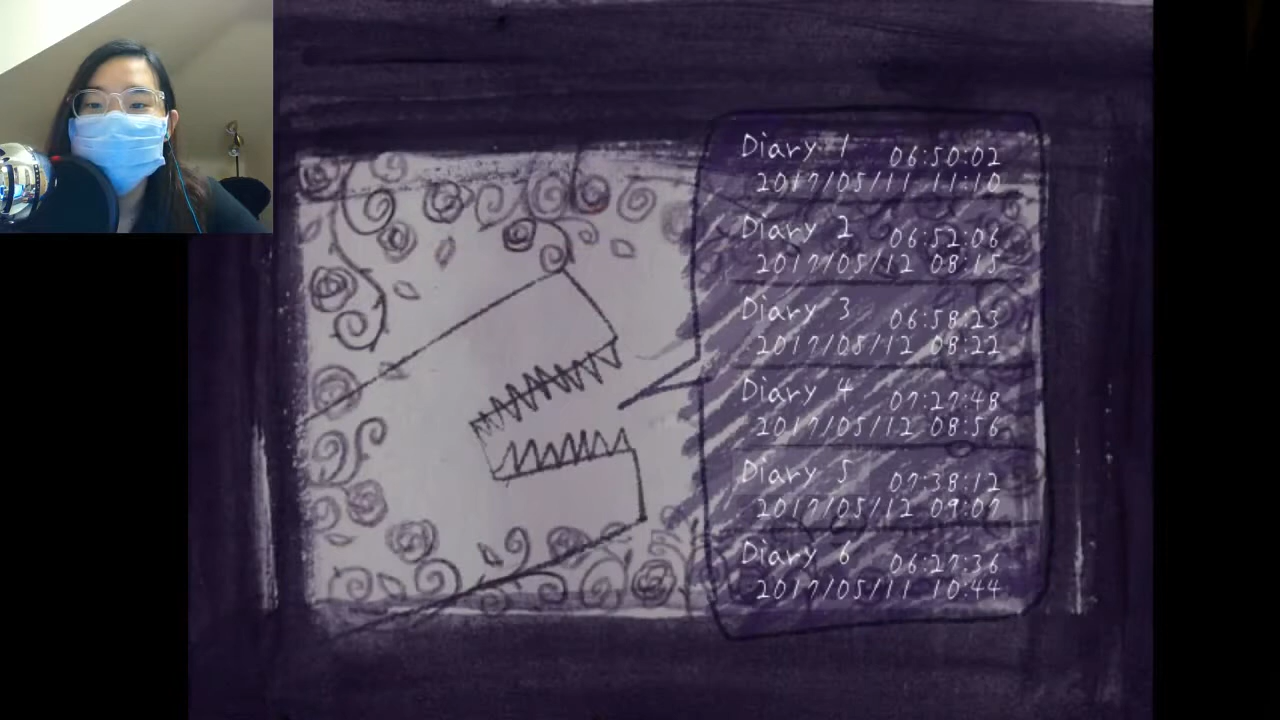 Diary 1 06:50:02
2017/05/11 11:10
Diary 2 06:52:06
2017/05/12 08:15
Diary 3 06:58:23
2017/05/12 08:22
Diary 4 07:27:48
2017/05/12 08:56
Diary 5 07:38:12
2017/05/12 09:07
Diary 6 06:27:36
2017/05/11 10:44